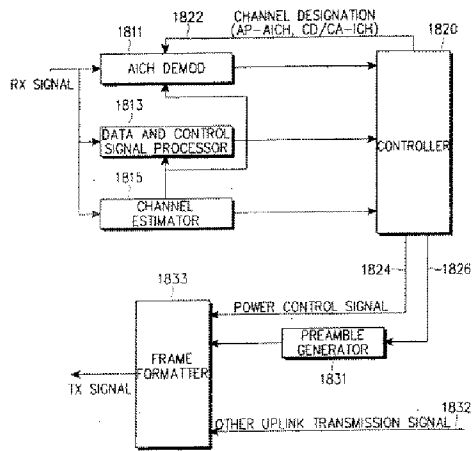 1811
1822
CHANNEL DESIGNATION
(AP-AICH, CD/CA-ICH)
1820
AICH DEMOD
RX SIGNAL
1813
DATA AND CONTROL
SIGNAL PROCESSOR
CONTROLLER
1815
CHANNEL
ESTIMATOR
1824
1826
1833
POWER CONTROL SIGNAL
PREAMBLE
GENERATOR
FRAME
FORMATTER
1831
TX SIGNAL
1832
OTHER UPLINK TRANSMISSION SIGNAL